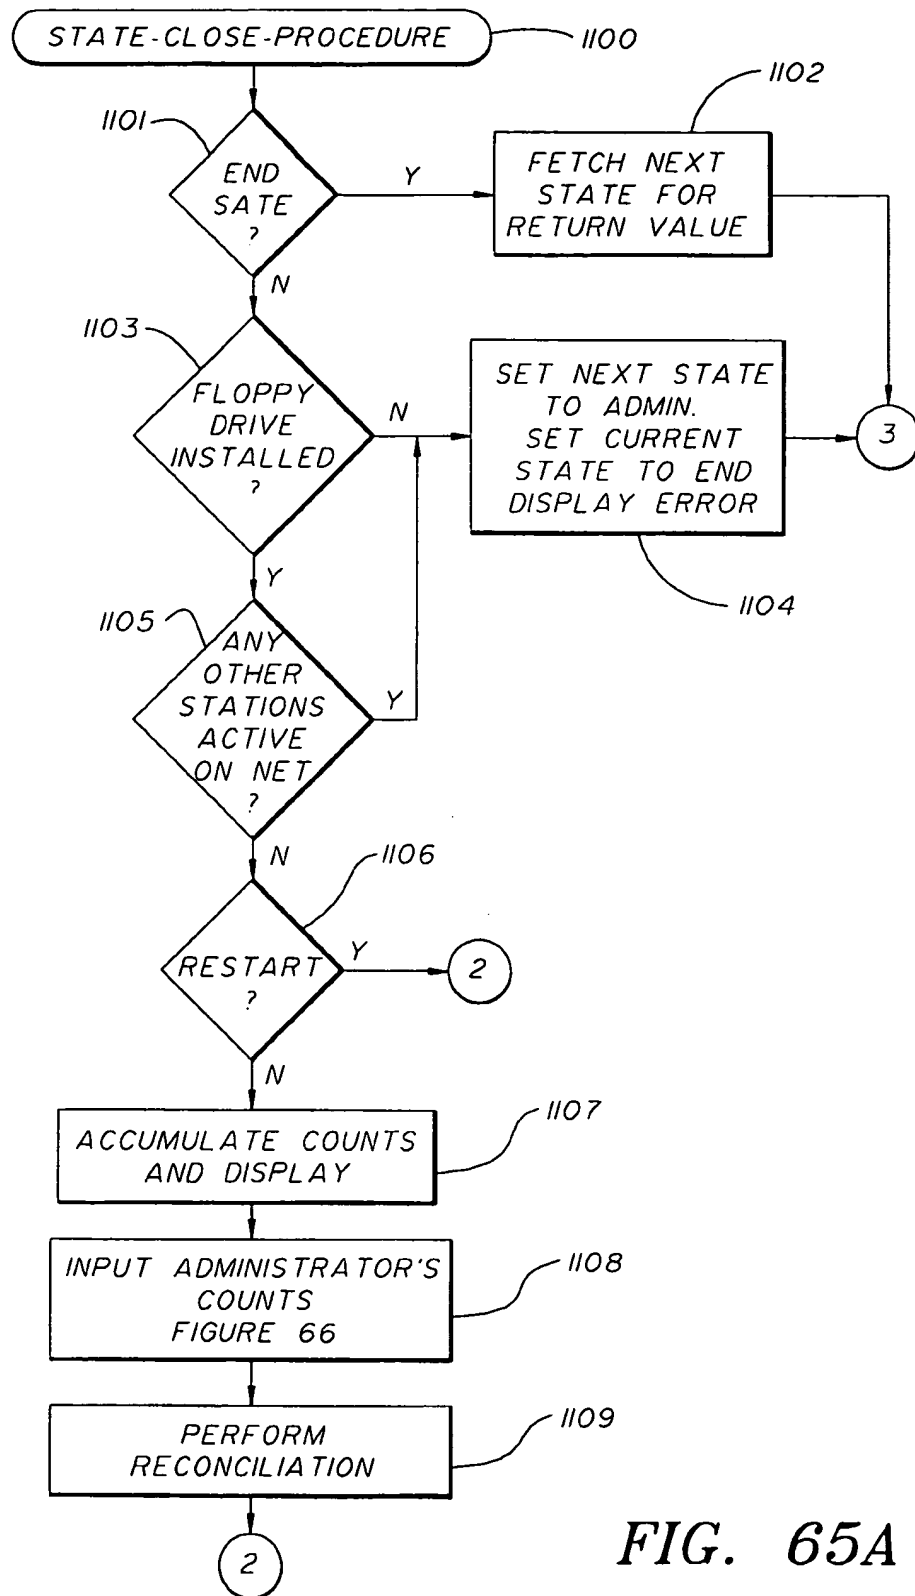 STATE-CLOSE-PROCEDURE
1100
1101
END
SATE
?
Y
1102
FETCH NEXT
STATE FOR
RETURN VALUE
N
1103
FLOPPY
DRIVE
INSTALLED
?
N
SET NEXT STATE
TO ADMIN.
SET CURRENT
STATE TO END
DISPLAY ERROR
3
1104
Y
1105
ANY
OTHER
STATIONS
ACTIVE
ON NET
?
Y
N
1106
RESTART
?
Y
2
N
1107
ACCUMULATE COUNTS
AND DISPLAY
1108
INPUT ADMINISTRATOR'S
COUNTS
FIGURE 66
1109
PERFORM
RECONCILIATION
2
FIG. 65A